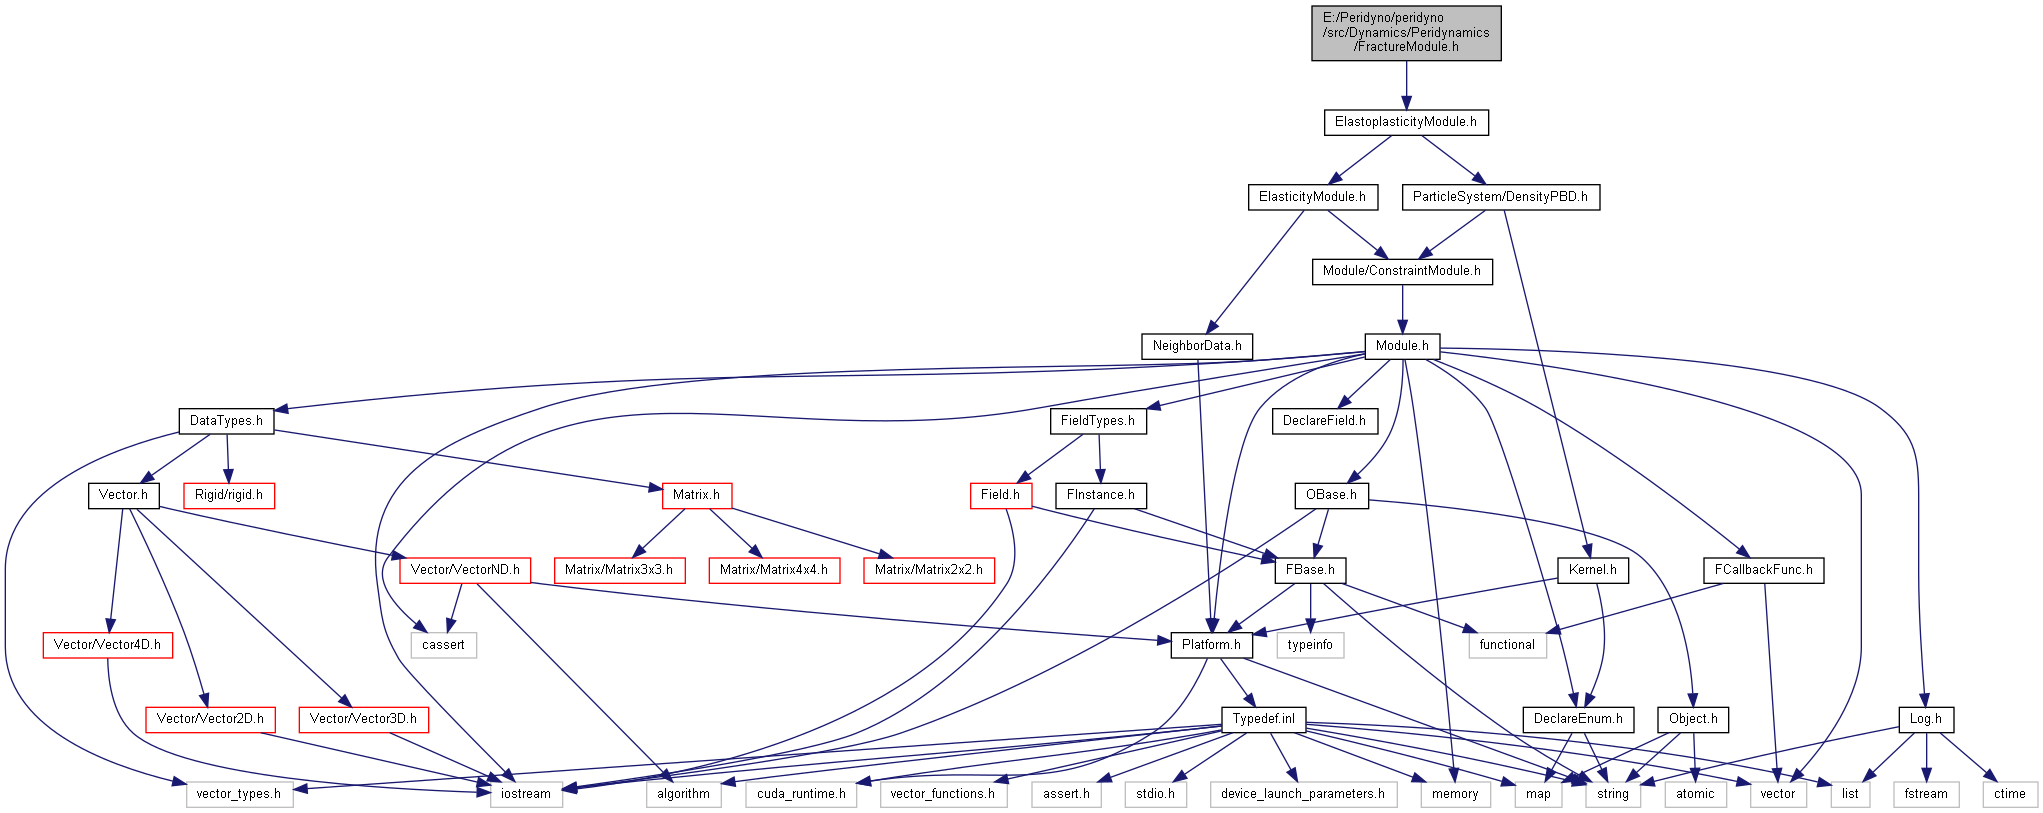 E:/Peridyno/peridyno
/src/Dynamics/Peridynamics
/FractureModule.h
ElastoplasticityModule.h
ElasticityModule.h
ParticleSystem/DensityPBD.h
Module/ConstraintModule.h
NeighborData.h
Module.h
DataTypes.h
FieldTypes.h
DeclareField.h
Vector.h
Rigid/rigid.h
Matrix.h
Field.h
FInstance.h
OBase.h
Vector/VectorND.h
Matrix/Matrix3x3.h
Matrix/Matrix4x4.h
Matrix/Matrix2x2.h
FBase.h
Kernel.h
FCallbackFunc.h
Vector/Vector4D.h
cassert
Platform.h
typeinfo
functional
Vector/Vector2D.h
Vector/Vector3D.h
Typedef.inl
DeclareEnum.h
Object.h
Log.h
vector_types.h
iostream
algorithm
cuda_runtime.h
vector_functions.h
assert.h
stdio.h
device_launch_parameters.h
memory
map
string
atomic
vector
list
fstream
ctime